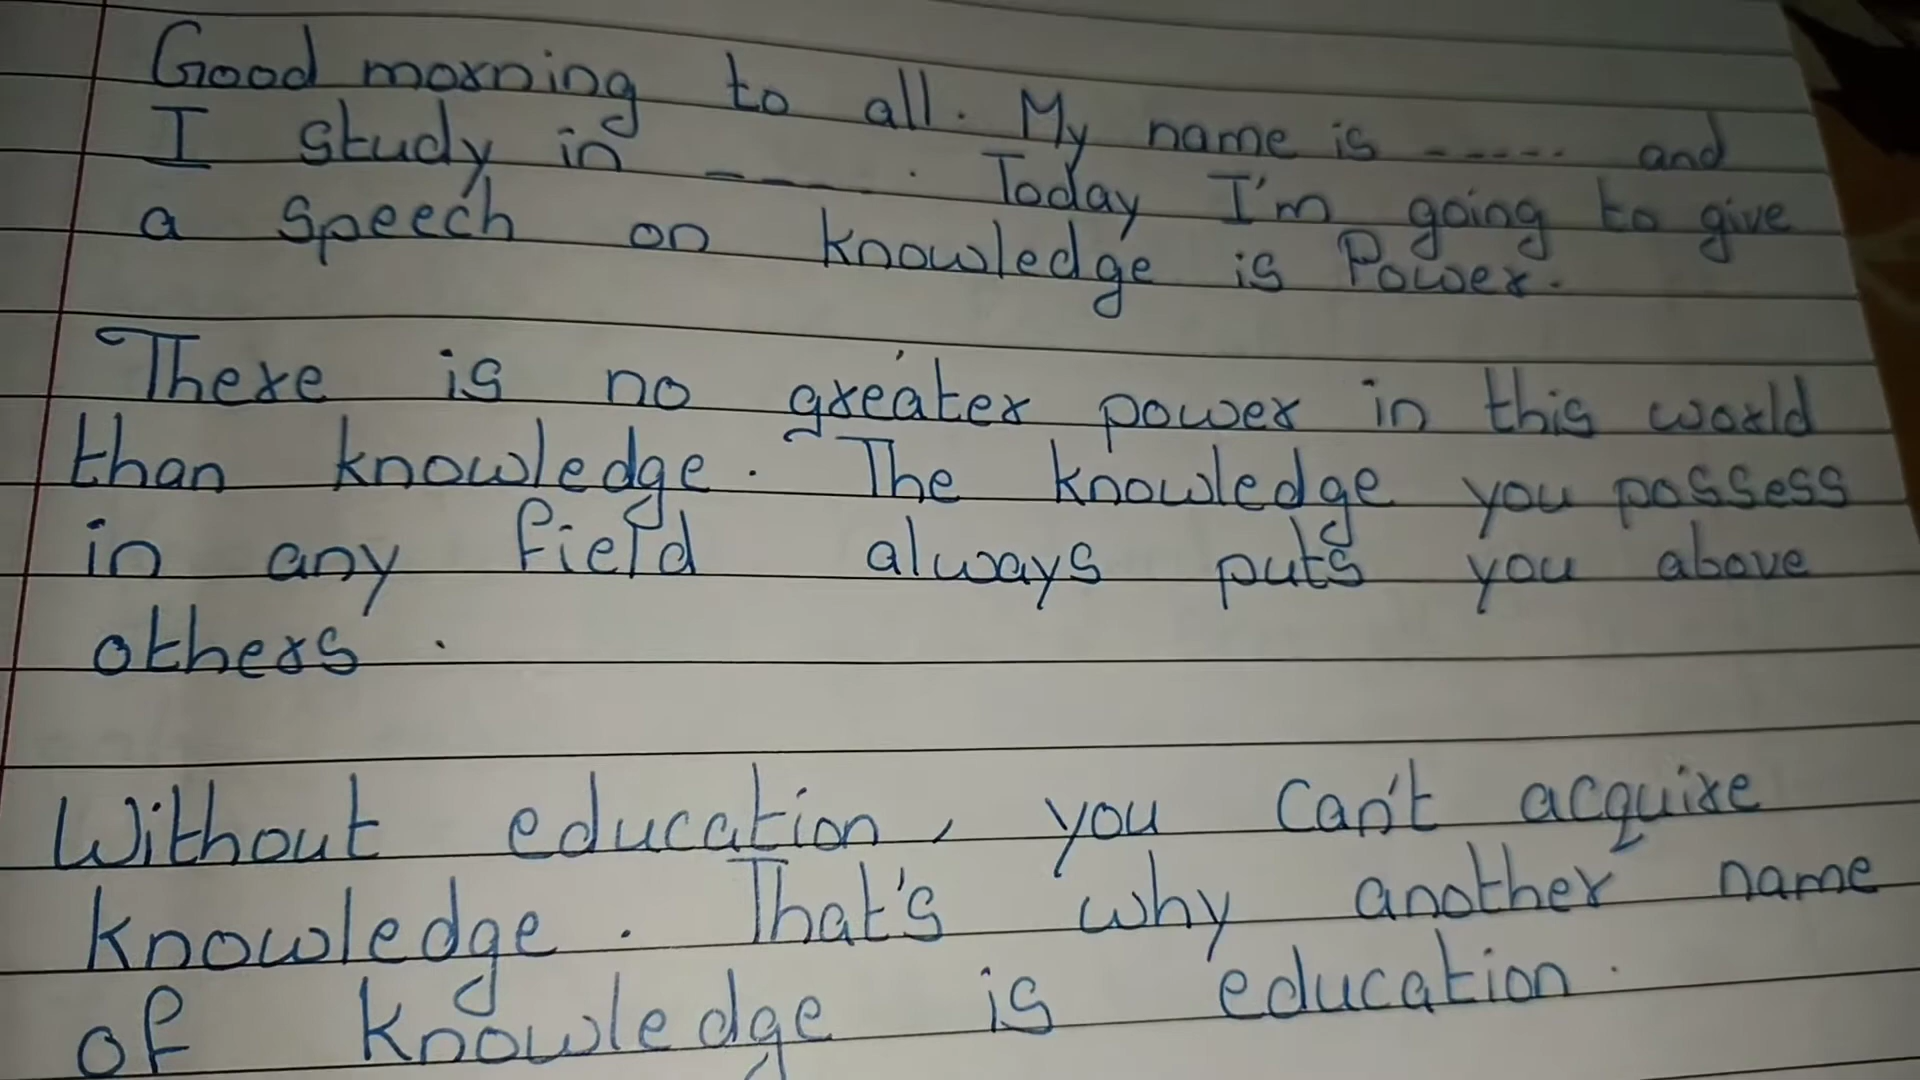 Good morning to all. My name is ----- and
I study in ----. Today I'm going to give
a speech on knowledge is Power.
There is no greater power in this world
than knowledge. The knowledge you possess
in any field always puts you above
others.
Without education, you can't acquire
knowledge. That's why another name
of knowledge is education.